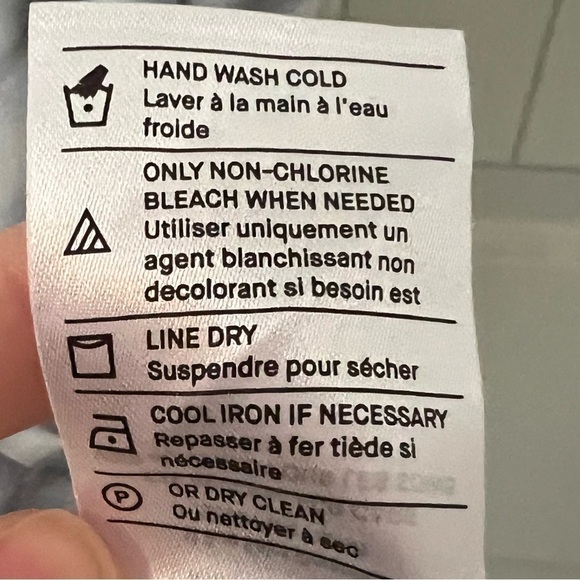 HAND WASH COLD
Laver à la main à l'eau
froide
ONLY NON-CHLORINE
BLEACH WHEN NEEDED
Utiliser uniquement un
agent blanchissant non
decolorant si besoin est
LINE DRY
Suspendre pour sécher
COOL IRON IF NECESSARY
Repasser à fer tiède si
nécessaire
P
OR DRY CLEAN
Ou nettoyer à sec